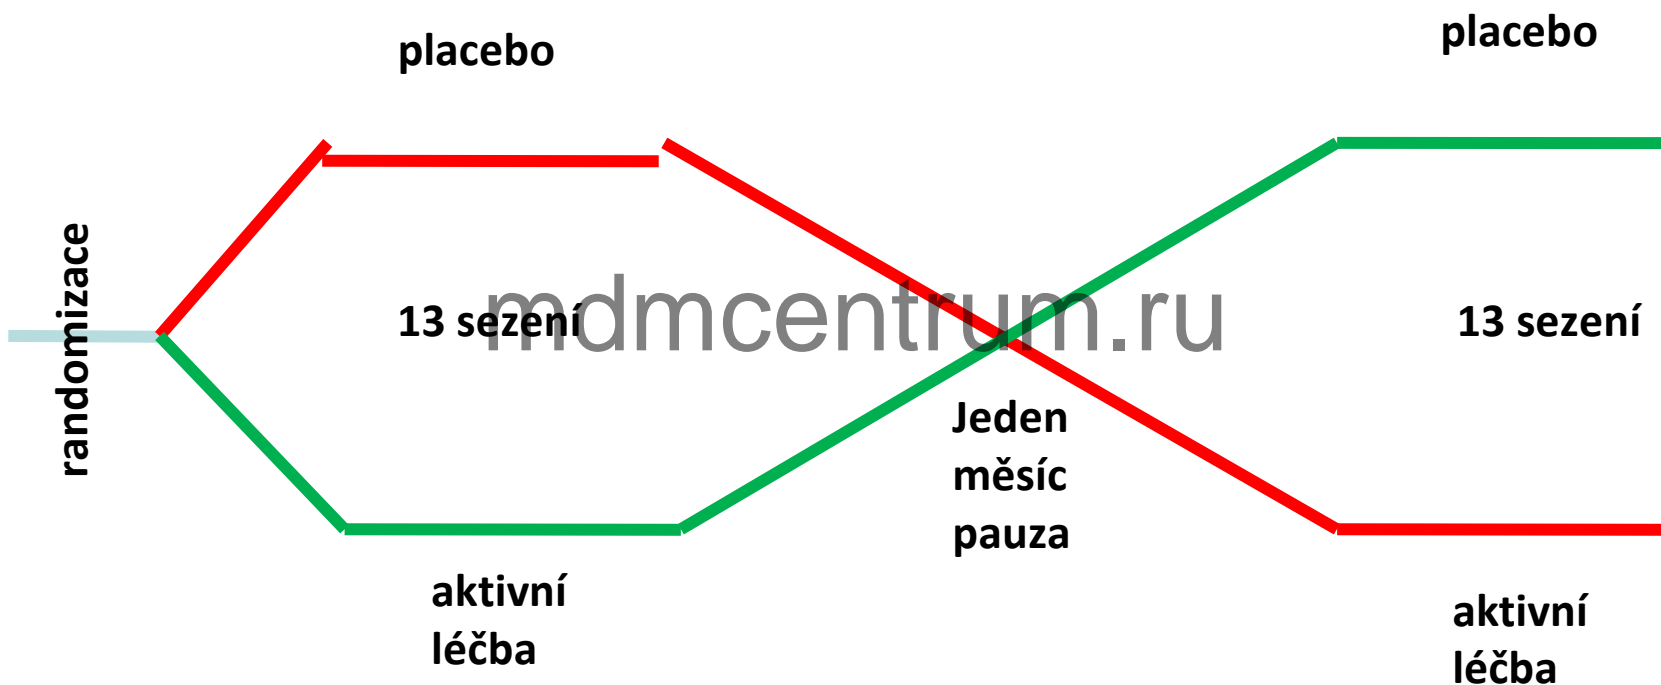 placebo
placebo
randomizace
13 sezení
mdmcentrum.ru
13 sezení
Jeden
měsíc
pauza
aktivní
léčba
aktivní
léčba